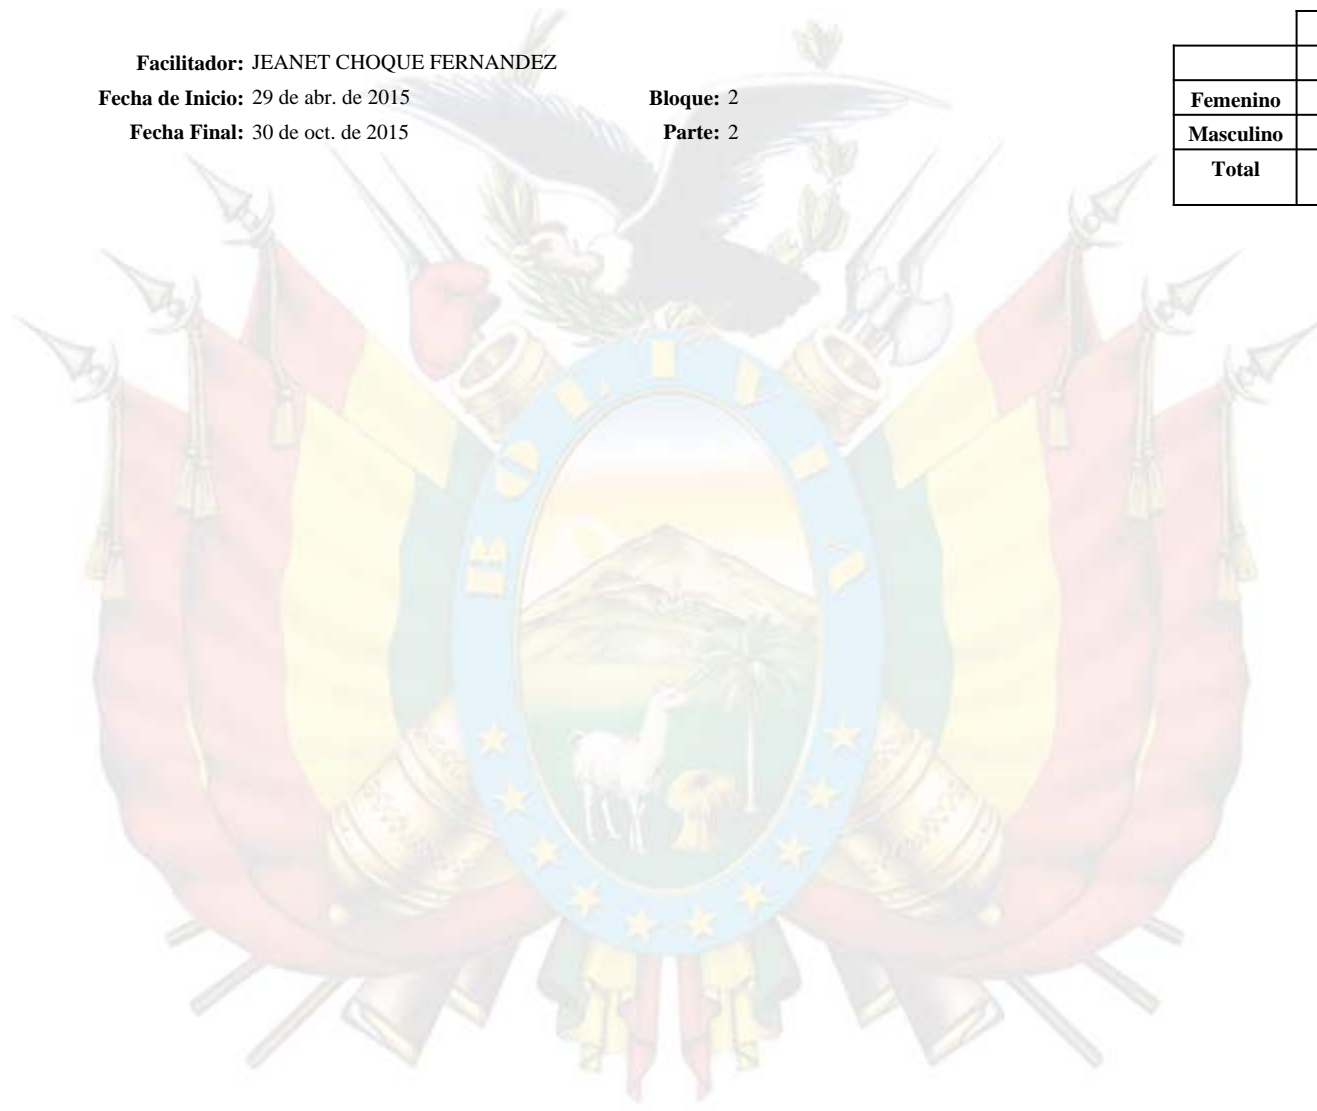 Facilitador: JEANET CHOQUE FERNANDEZ
Fecha de Inicio: 29 de abr. de 2015 Bloque: 2
Fecha Final: 30 de oct. de 2015 Parte: 2
Femenino
Masculino
Total
BOLIVIA